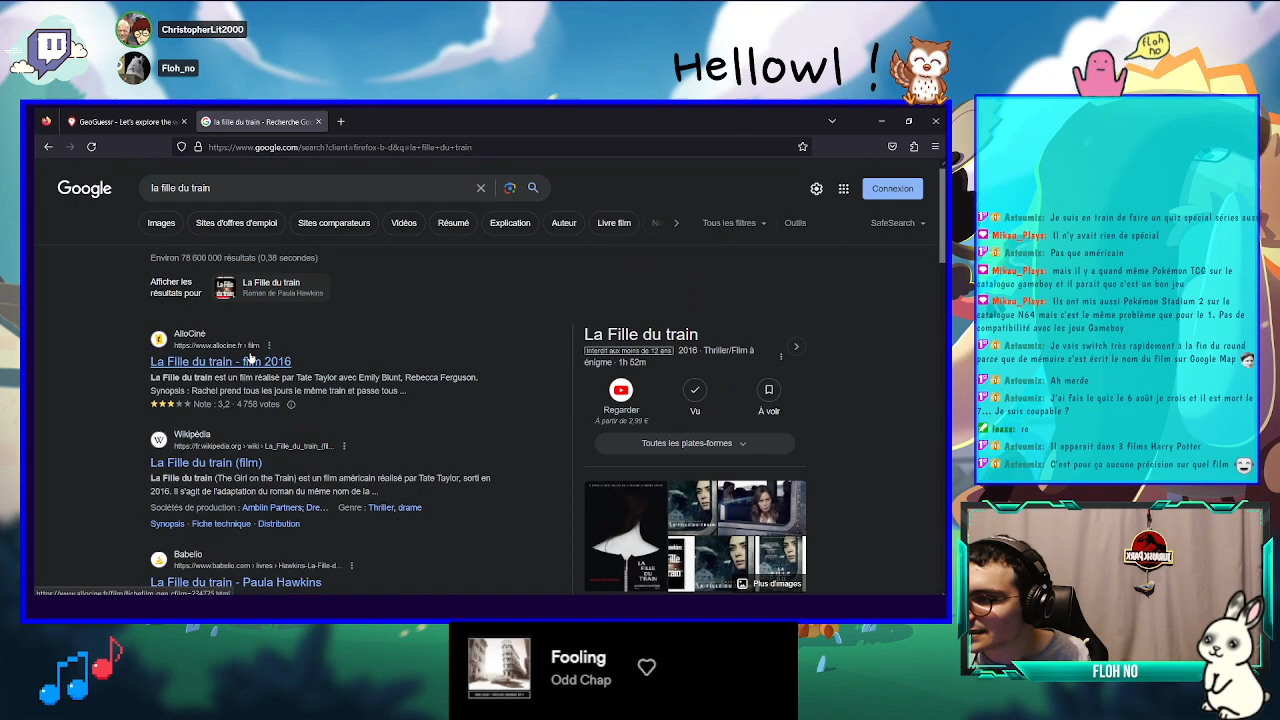 ChristopherLit2000
Floh_no
Hellowl !
floh
no
GeoGuessr - Let's explore the w
la fille du train - Recherche Goo
https://www.google.com/search?client=firefox-b-d&q=la+fille+du+train
Google
la fille du train
Connexion
Images
Sites d'offres d'emploi
Sites comparateurs
Vidéos
Résumé
Explication
Auteur
Livre film
Tous les filtres
Outils
SafeSearch
Afficher les
résultats pour
La Fille du train
Roman de Paula Hawkins
AlloCiné
https://www.allocine.fr › film
La Fille du train - film 2016
La Fille du train est un film réalisé par Tate Taylor avec Emily Blunt, Rebecca Ferguson.
Synopsis : Rachel prend tous les jours le même train et passe tous les ...
Note : 3,2 · 4 758 votes
Wikipédia
https://fr.wikipedia.org › wiki › La_Fille_du_train_(fil...
La Fille du train (film)
La Fille du train (The Girl on the Train) est un film américain réalisé par Tate Taylor, sorti en
2016. Il s'agit de l'adaptation du roman du même nom de la ...
Sociétés de production : Amblin Partners, Dre...
Genres : Thriller, drame
Synopsis · Fiche technique · Distribution
Babelio
https://www.babelio.com › livres › Hawkins-La-Fille-d...
La Fille du train - Paula Hawkins
La Fille du train
Interdit aux moins de 12 ans
2016 · Thriller/Film à
énigme · 1h 52m
Regarder
À partir de 2,99 €
Vu
À voir
Toutes les plates-formes
LA
FILLE
DU
TRAIN
Plus d'images
Astoumix: Je suis en train de faire un quiz spécial séries auss
Mikau_Plays: Il n'y avait rien de spécial
Astoumix: Pas que américain
Mikau_Plays: mais il y a quand même Pokémon TCG sur le
catalogue gameboy et il parait que c'est un bon jeu
Mikau_Plays: Ils ont mis aussi Pokémon Stadium 2 sur le
catalogue N64 mais c'est le même problème que pour le 1. Pas de
compatibilité avec les jeux Gameboy
Astoumix: Je vais switch très rapidement à la fin du round
parce que de mémoire c'est écrit le nom du film sur Google Map
Astoumix: Ah merde
Astoumix: J'ai fais le quiz le 6 août je crois et il est mort le
7... Je suis coupable ?
leaxs: re
Astoumix: Il apparait dans 3 films Harry Potter
Astoumix: C'est pour ça aucune précision sur quel film
JURASSIC PARK
FLOH NO
Fooling
Odd Chap